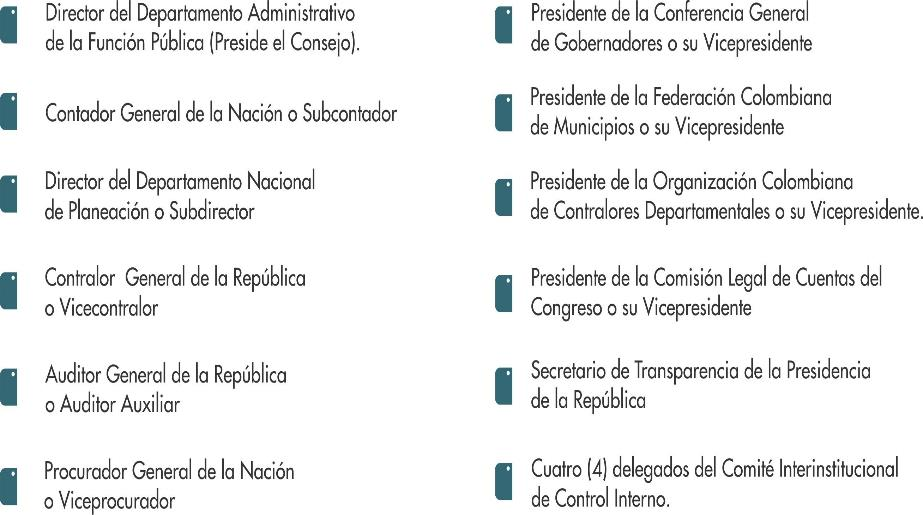 Director del Departamento Administrativo
de la Función Pública (Preside el Consejo).
Contador General de la Nación o Subcontador
Director del Departamento Nacional
de Planeación o Subdirector
Contralor  General de la República
o Vicecontralor
Auditor General de la República
o Auditor Auxiliar
Procurador General de la Nación
o Viceprocurador
Presidente de la Conferencia General
de Gobernadores o su Vicepresidente
Presidente de la Federación Colombiana
de Municipios o su Vicepresidente
Presidente de la Organización Colombiana
de Contralores Departamentales o su Vicepresidente.
Presidente de la Comisión Legal de Cuentas del
Congreso o su Vicepresidente
Secretario de Transparencia de la Presidencia
de la República
Cuatro (4) delegados del Comité Interinstitucional
de Control Interno.